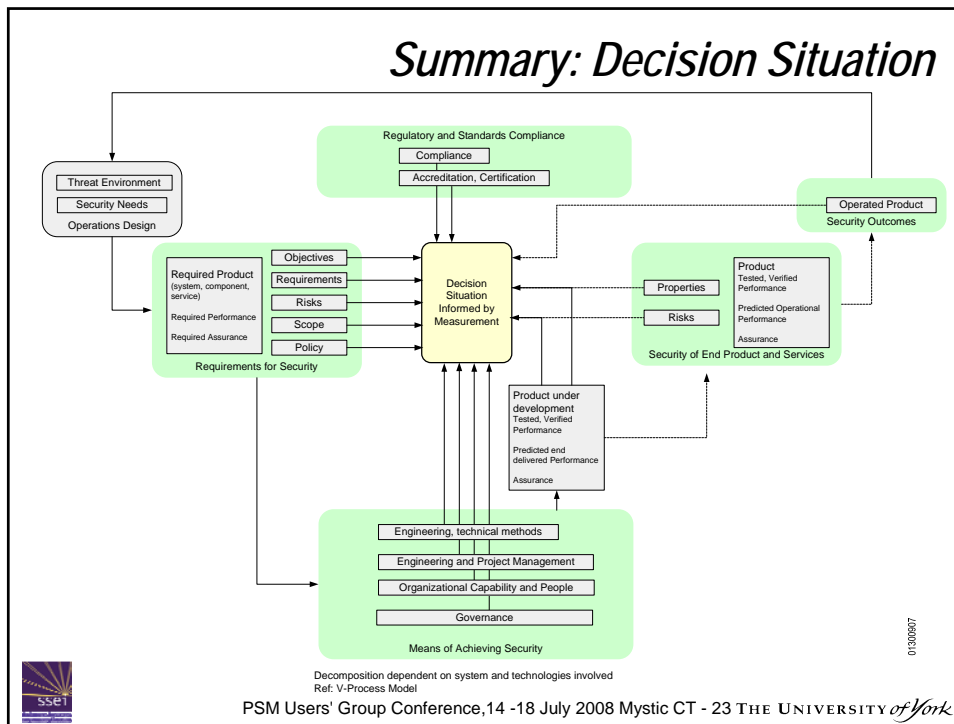 Summary: Decision Situation
Regulatory and Standards Compliance
Compliance
Accreditation, Certification
Threat Environment
Security Needs
Operations Design
Operated Product
Security Outcomes
Required Product
(system, component,
service)
Required Performance
Required Assurance
Objectives
Requirements
Risks
Scope
Policy
Requirements for Security
Decision
Situation
Informed by
Measurement
Properties
Risks
Product
Tested, Verified
Performance
Predicted Operational
Performance
Assurance
Security of End Product and Services
Product under
development
Tested, Verified
Performance
Predicted end
delivered Performance
Assurance
Engineering, technical methods
Engineering and Project Management
Organizational Capability and People
Governance
Means of Achieving Security
01300907
Decomposition dependent on system and technologies involved
Ref: V-Process Model
ssei
PSM Users' Group Conference,14 -18 July 2008 Mystic CT - 23 THE UNIVERSITY of York